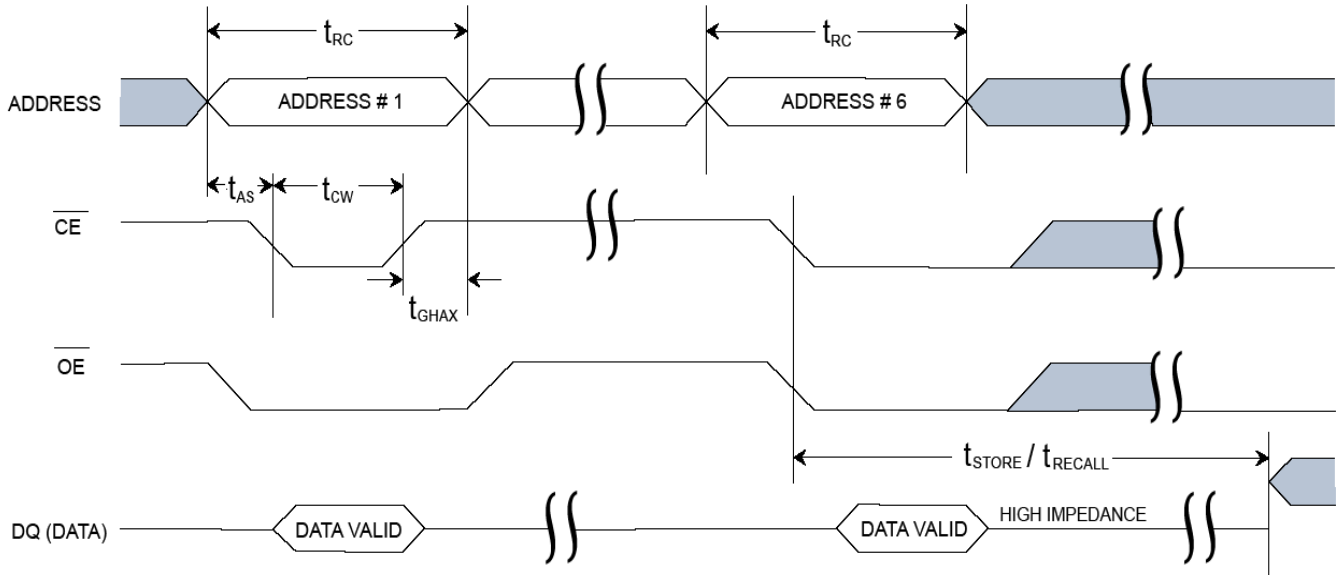 tRC tRC
ADDRESS ADDRESS # 1 ADDRESS # 6
tAS tCW
CE
tGHAX
OE
tSTORE / tRECALL
DQ (DATA) DATA VALID DATA VALID HIGH IMPEDANCE